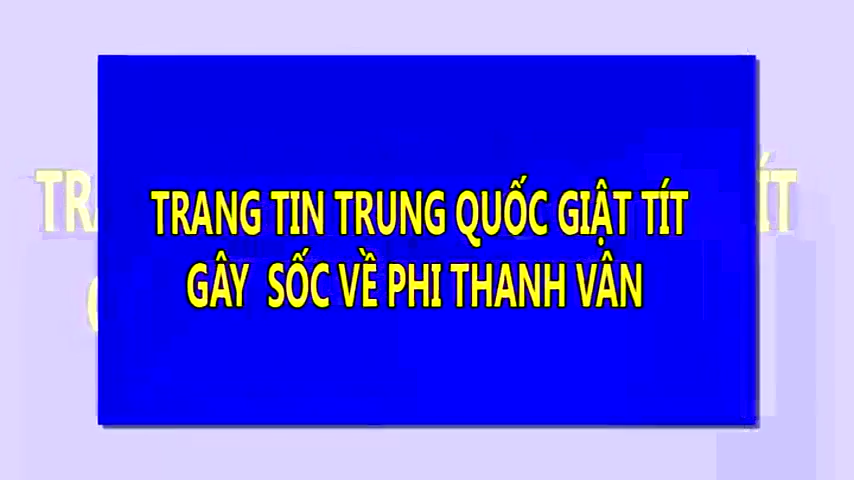 TRANG TIN TRUNG QUỐC GIẬT TÍT
GÂY SỐC VỀ PHI THANH VÂN